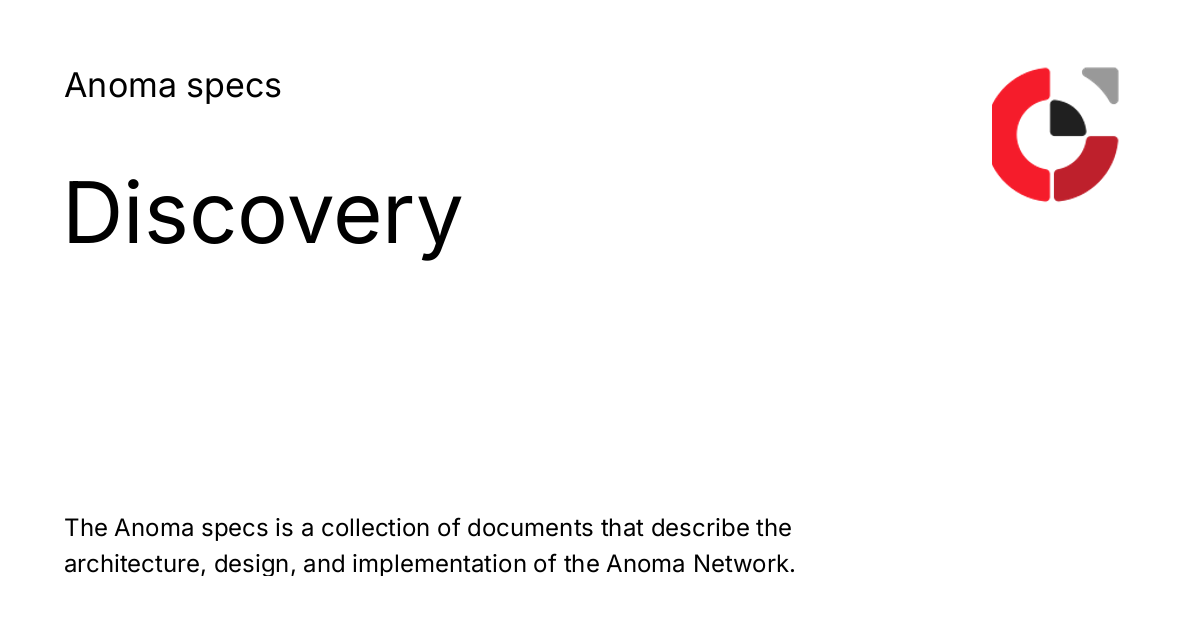 Anoma specs
Discovery
The Anoma specs is a collection of documents that describe the
architecture, design, and implementation of the Anoma Network.